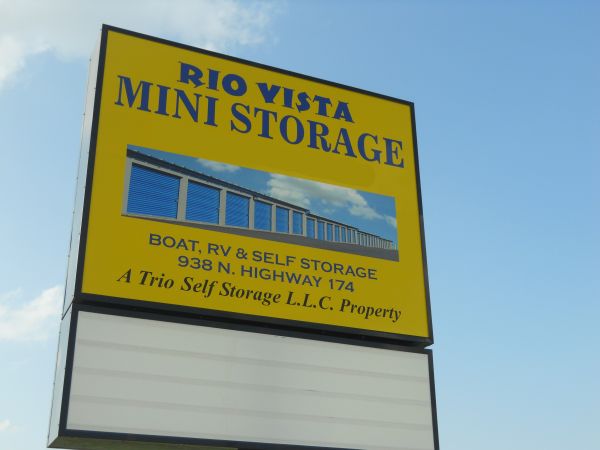 RIO VISTA
MINI STORAGE
BOAT, RV & SELF STORAGE
938 N. HIGHWAY 174
A Trio Self Storage L.L.C. Property